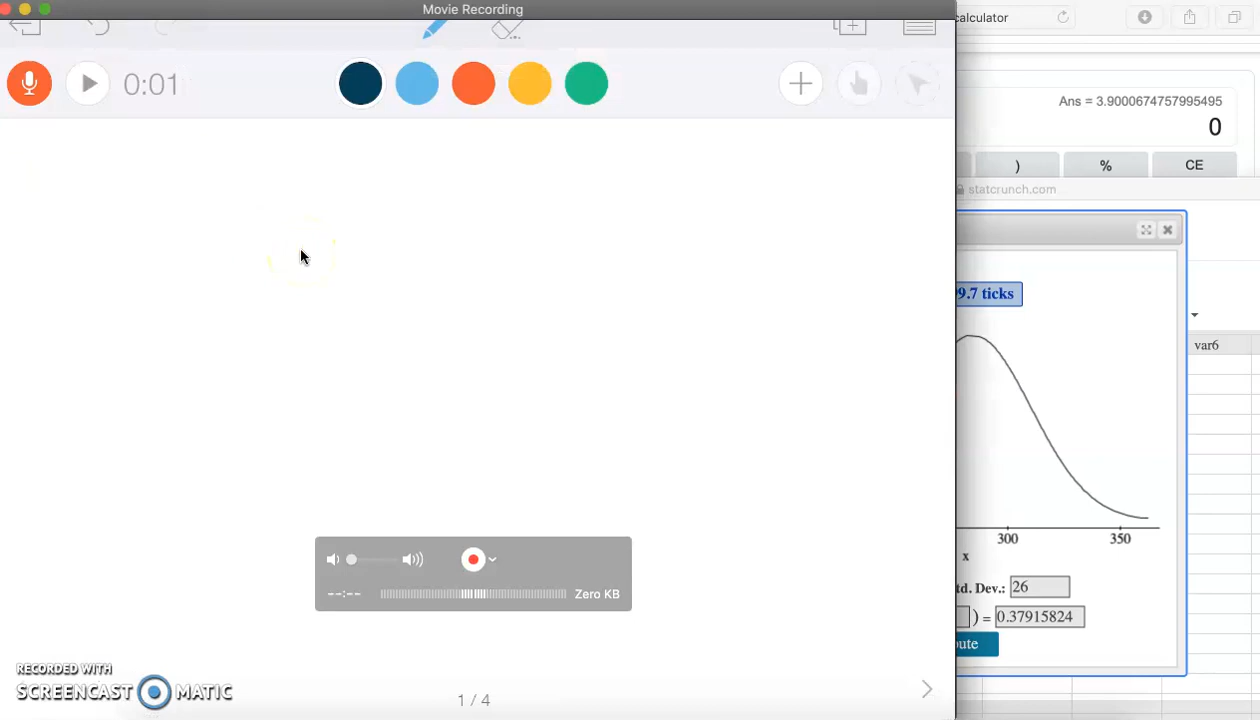 Movie Recording
calculator
0:01
Ans = 3.9000674757995495
0
)
%
CE
statcrunch.com
9.7 ticks
var6
300
350
x
td. Dev.: 26
) = 0.37915824
pute
--:--
Zero KB
RECORDED WITH
SCREENCAST MATIC
1 / 4